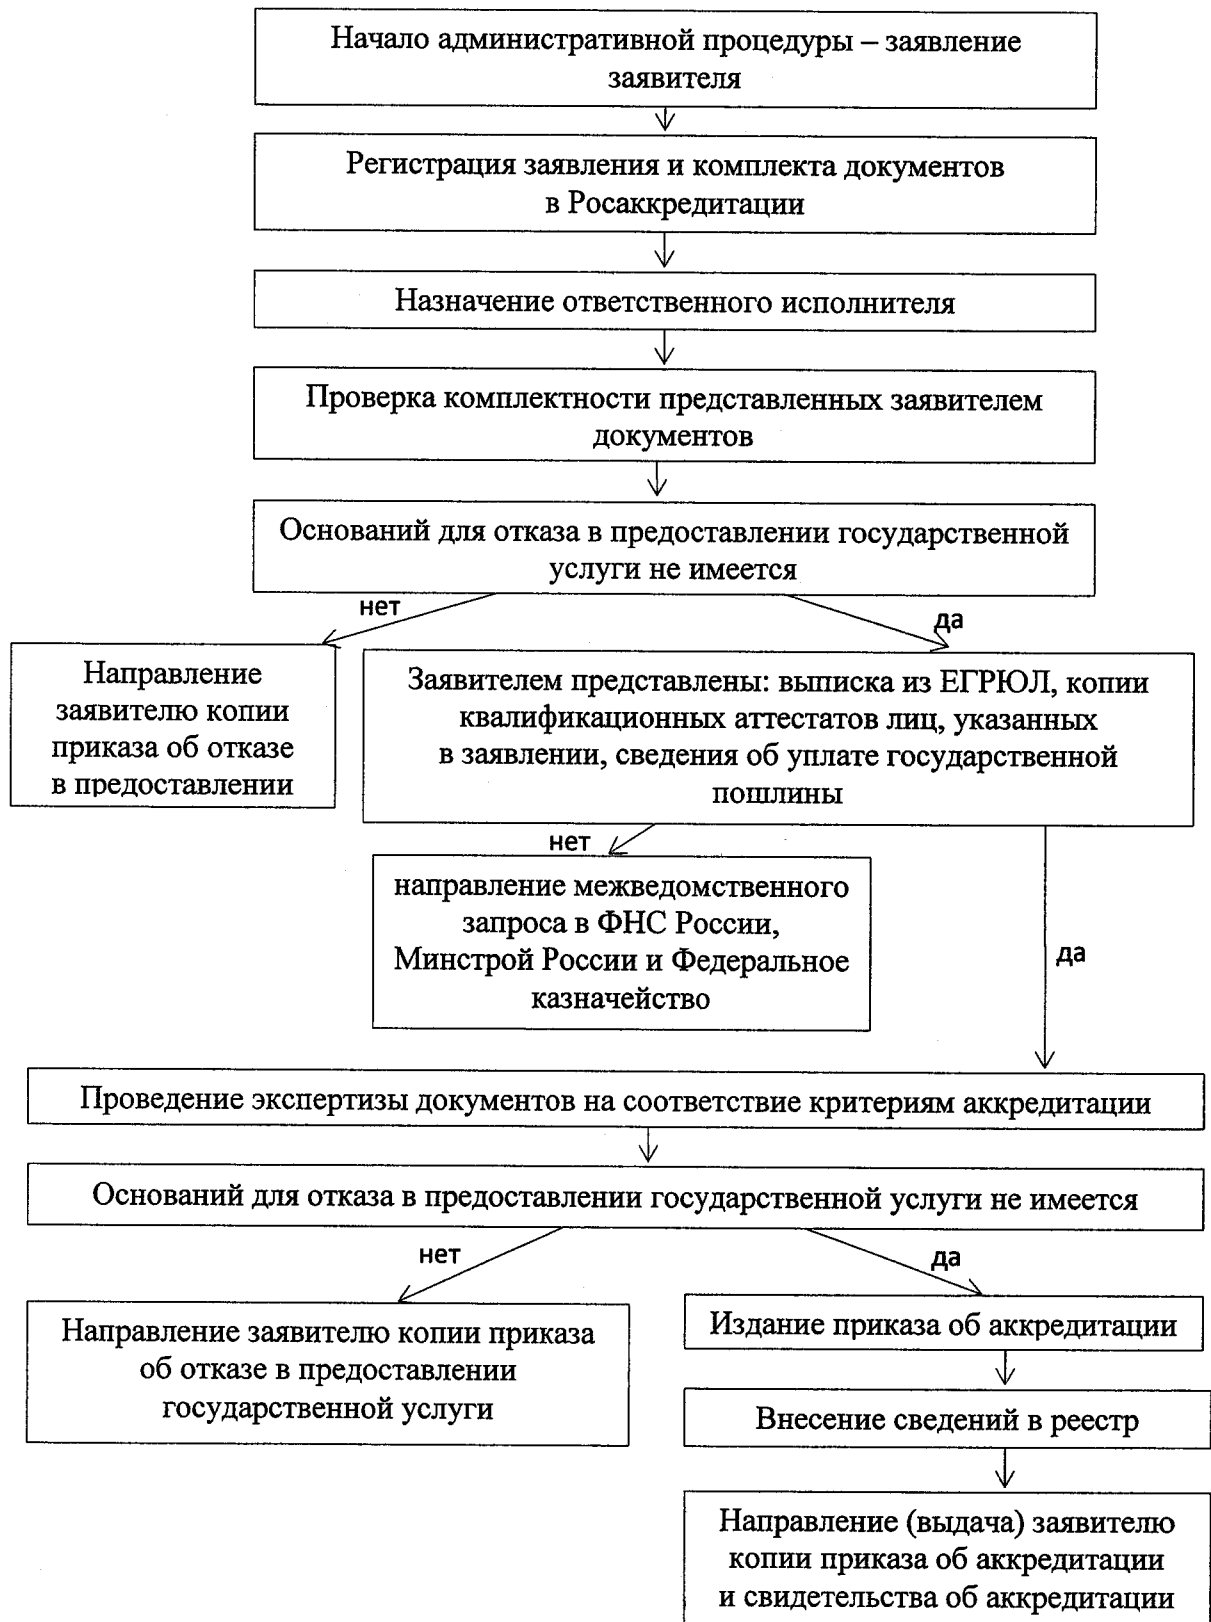 Начало административной процедуры – заявление
заявителя
Регистрация заявления и комплекта документов
в Росаккредитации
Назначение ответственного исполнителя
Проверка комплектности представленных заявителем
документов
Оснований для отказа в предоставлении государственной
услуги не имеется
нет
да
Направление
заявителю копии
приказа об отказе
в предоставлении
Заявителем представлены: выписка из ЕГРЮЛ, копии
квалификационных аттестатов лиц, указанных
в заявлении, сведения об уплате государственной
пошлины
нет
направление межведомственного
запроса в ФНС России,
Минстрой России и Федеральное
казначейство
да
Проведение экспертизы документов на соответствие критериям аккредитации
Оснований для отказа в предоставлении государственной услуги не имеется
нет
да
Направление заявителю копии приказа
об отказе в предоставлении
государственной услуги
Издание приказа об аккредитации
Внесение сведений в реестр
Направление (выдача) заявителю
копии приказа об аккредитации
и свидетельства об аккредитации